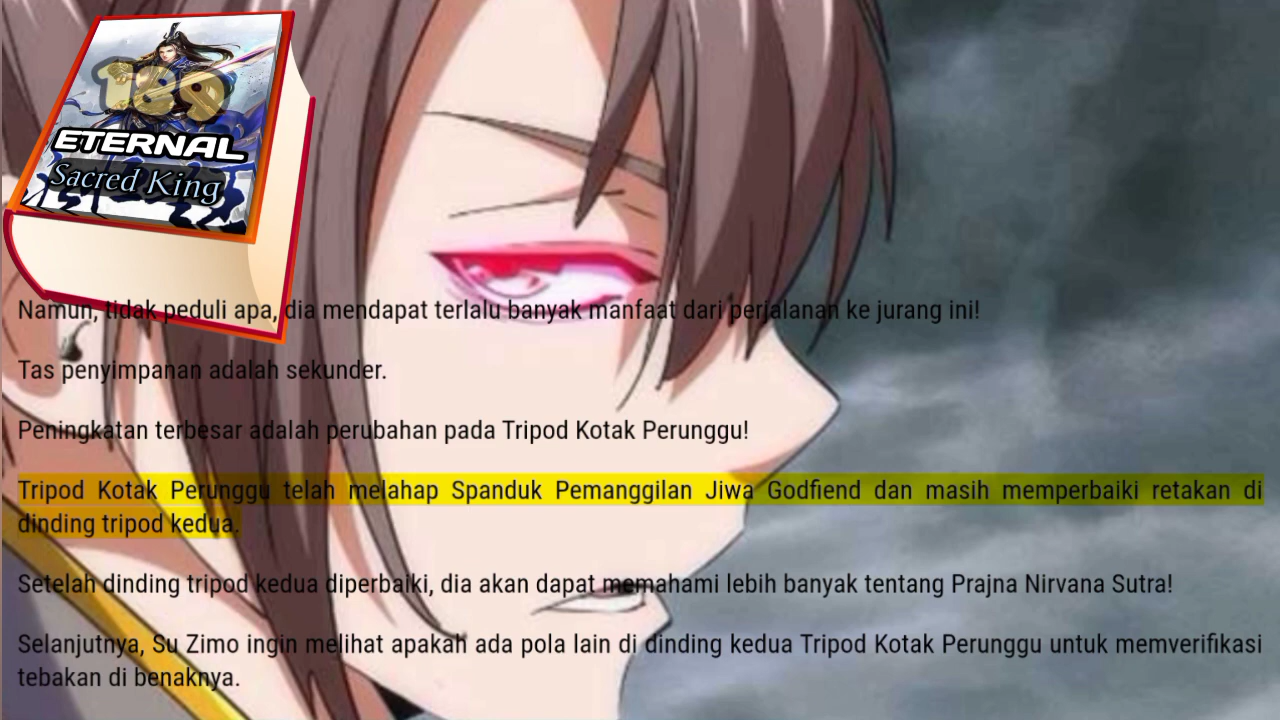 186
ETERNAL
Sacred King
Namun, tidak peduli apa, dia mendapat terlalu banyak manfaat dari perjalanan ke jurang ini!
Tas penyimpanan adalah sekunder.
Peningkatan terbesar adalah perubahan pada Tripod Kotak Perunggu!
Tripod Kotak Perunggu telah melahap Spanduk Pemanggilan Jiwa Godfiend dan masih memperbaiki retakan di
dinding tripod kedua.
Setelah dinding tripod kedua diperbaiki, dia akan dapat memahami lebih banyak tentang Prajna Nirvana Sutra!
Selanjutnya, Su Zimo ingin melihat apakah ada pola lain di dinding kedua Tripod Kotak Perunggu untuk memverifikasi
tebakan di benaknya.